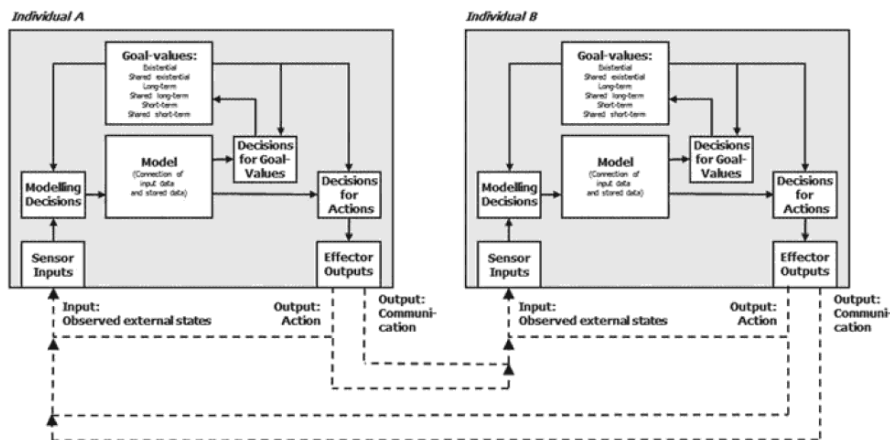 Individual A
Goal-values:
Existential
Shared existential
Long-term
Shared long-term
Short-term
Shared short-term
Decisions
for Goal-
Values
Model
(Connection of
input data
and stored data)
Modelling
Decisions
Decisions
for
Actions
Sensor
Inputs
Effector
Outputs
Input:
Observed external states
Output:
Action
Output:
Communi-
cation
Individual B
Goal-values:
Existential
Shared existential
Long-term
Shared long-term
Short-term
Shared short-term
Decisions
for Goal-
Values
Model
(Connection of
input data
and stored data)
Modelling
Decisions
Decisions
for
Actions
Sensor
Inputs
Effector
Outputs
Input:
Observed external states
Output:
Action
Output:
Communi-
cation